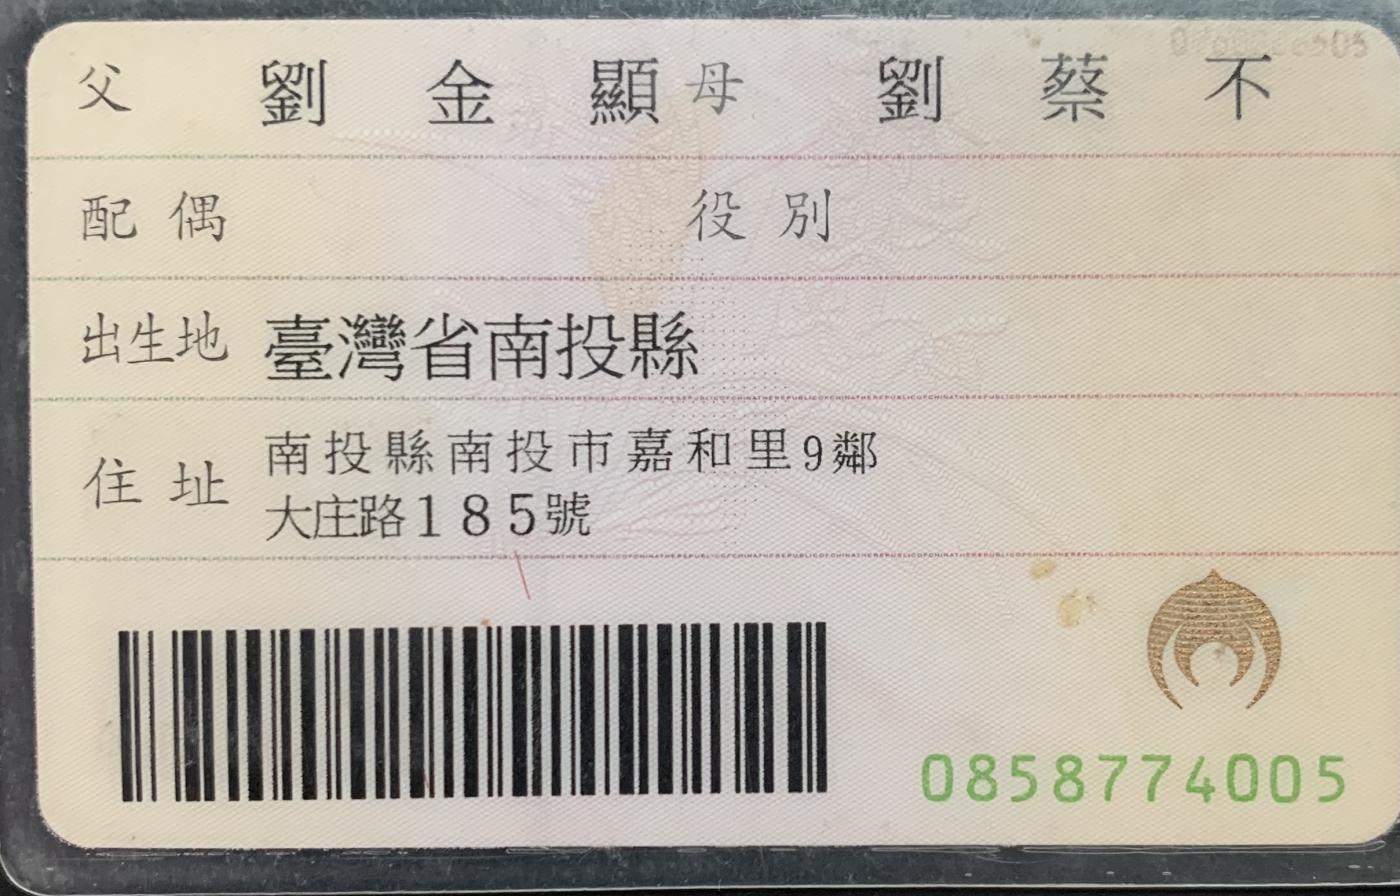 父 劉金顯 母 劉蔡不
配偶 役別
出生地 臺灣省南投縣
住址 南投縣南投市嘉和里9鄰
大庄路185號
0858774005